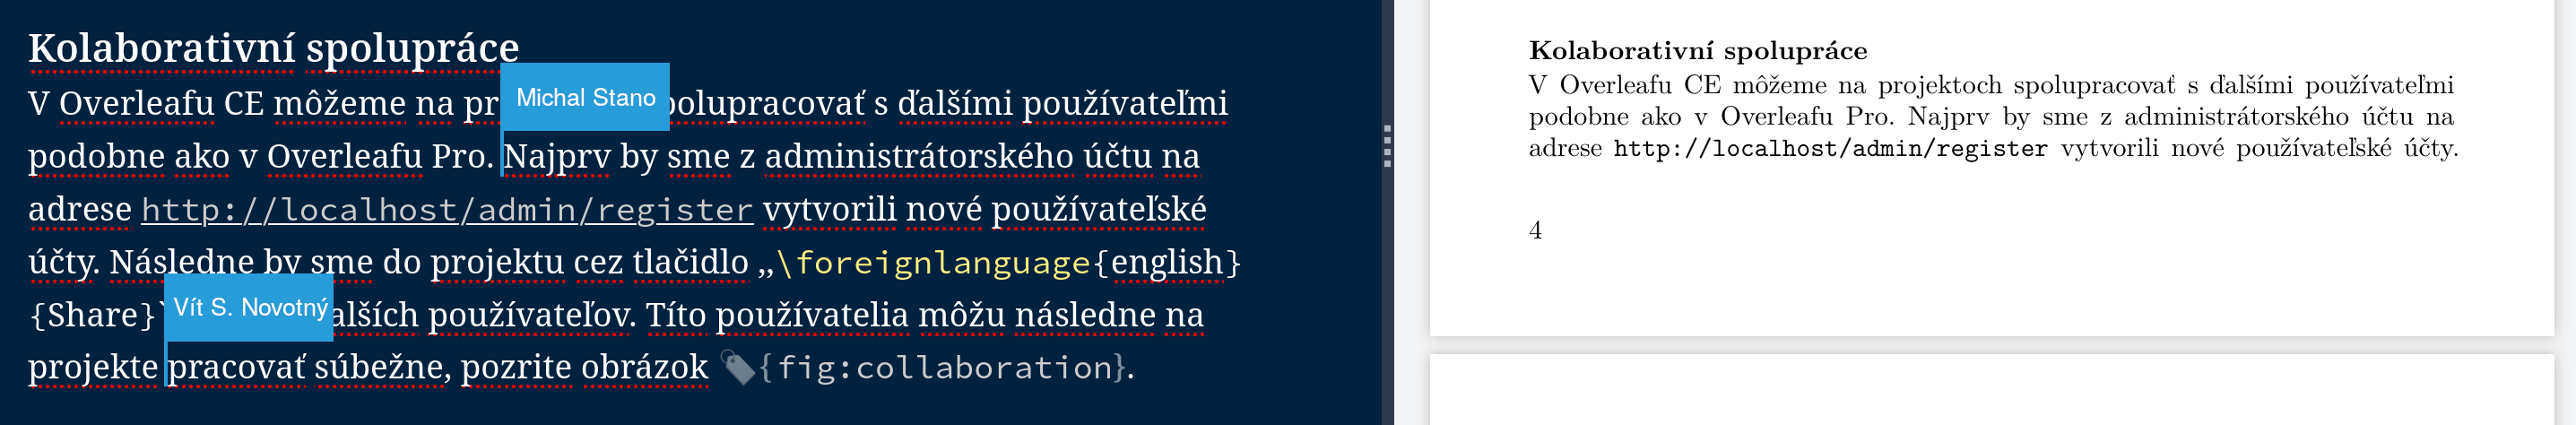 Kolaborativní spolupráce
Michal Stano
V Overleafu CE môžeme na pr polupracovať s ďalšími používateľmi
podobne ako v Overleafu Pro. Najprv by sme z administrátorského účtu na
adrese http://localhost/admin/register vytvorili nové používateľské
účty. Následne by sme do projektu cez tlačidlo ,,\foreignlanguage{english}
Vít S. Novotný
{Share}` alších používateľov. Títo používatelia môžu následne na
projekte pracovať súbežne, pozrite obrázok {fig:collaboration}.
Kolaborativní spolupráce
V Overleafu CE môžeme na projektoch spolupracovať s ďalšími používateľmi
podobne ako v Overleafu Pro. Najprv by sme z administrátorského účtu na
adrese http://localhost/admin/register vytvorili nové používateľské účty.
4